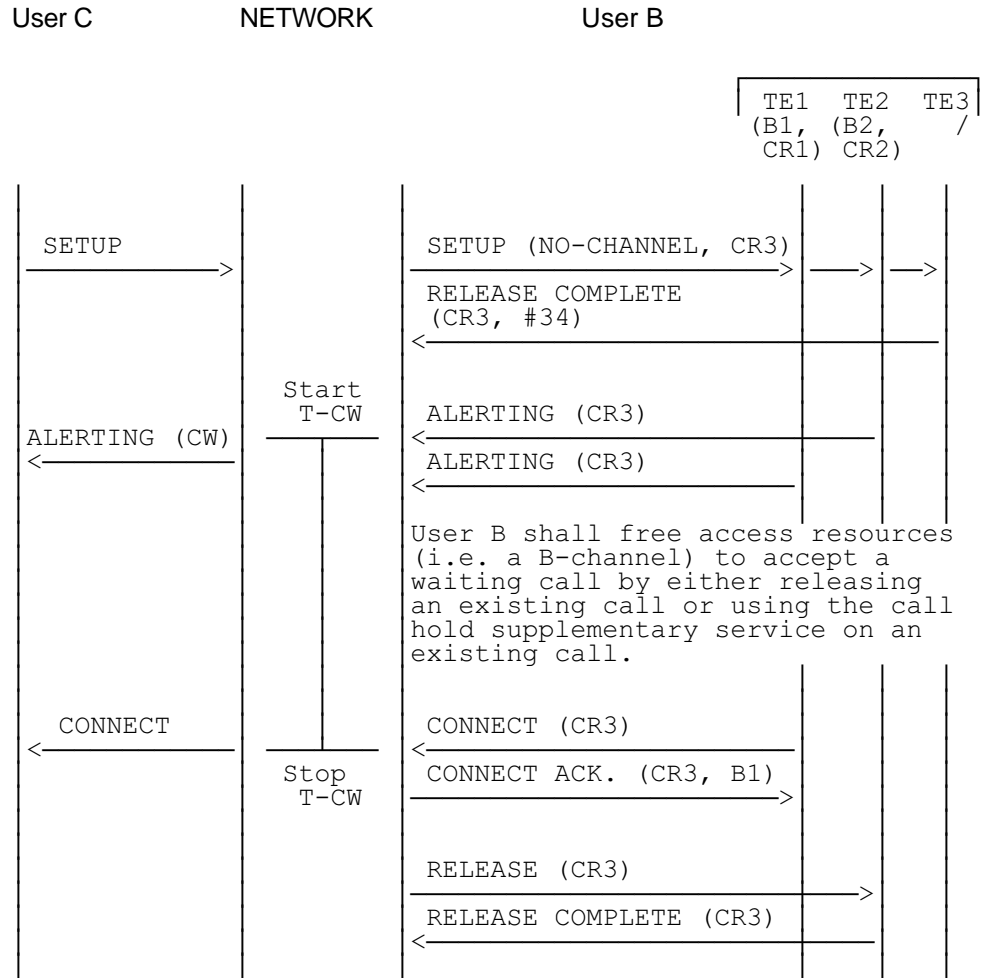 User C NETWORK User B
TE1 TE2 TE3
(B1, (B2, /
CR1) CR2)
SETUP SETUP (NO-CHANNEL, CR3)
RELEASE COMPLETE
(CR3, #34)
Start
T-CW ALERTING (CR3)
ALERTING (CW)
ALERTING (CR3)
User B shall free access resources
(i.e. a B-channel) to accept a
waiting call by either releasing
an existing call or using the call
hold supplementary service on an
existing call.
CONNECT CONNECT (CR3)
Stop CONNECT ACK. (CR3, B1)
T-CW
RELEASE (CR3)
RELEASE COMPLETE (CR3)